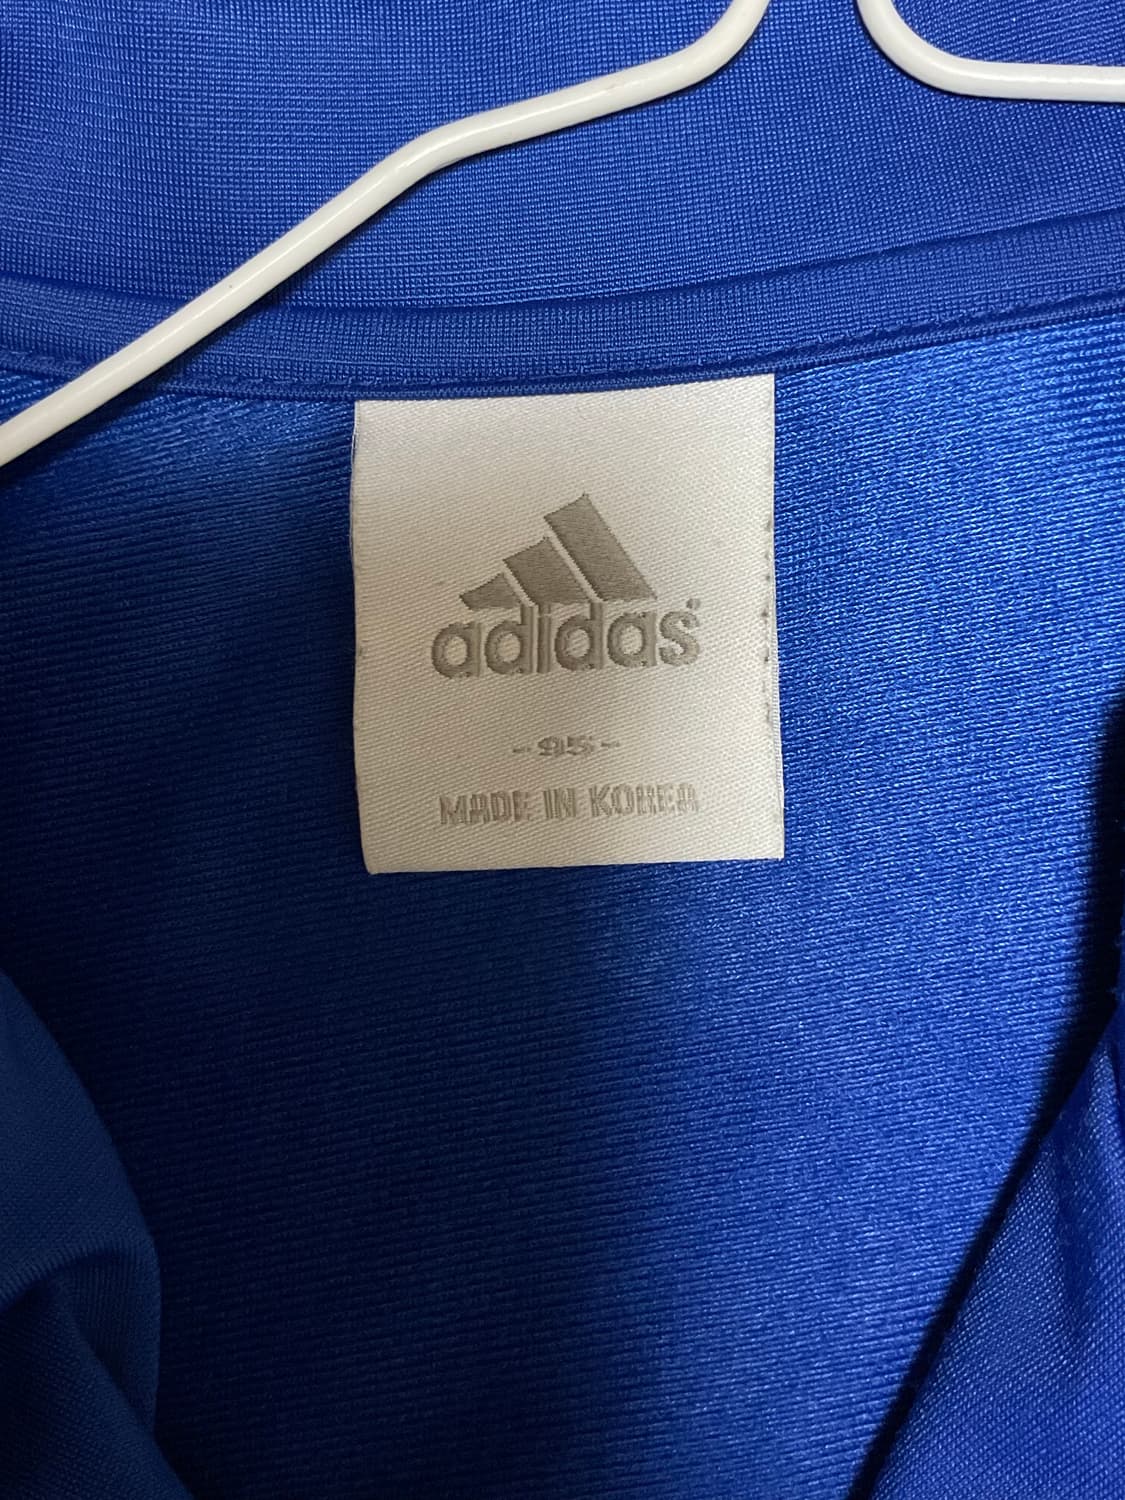 adidas
-95-
MADE IN KOREA